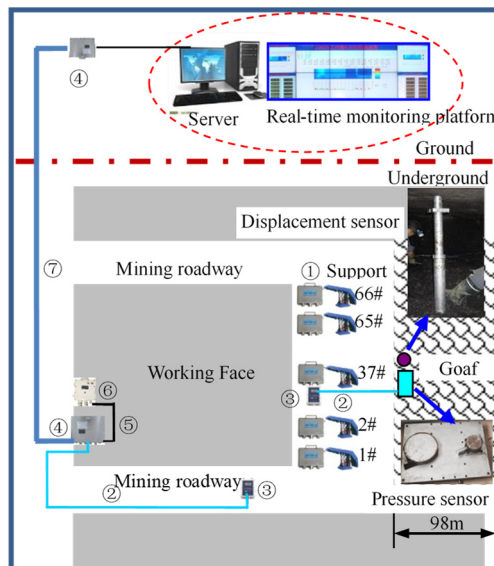 ④
Server
Real-time monitoring platform
Ground
Underground
Displacement sensor
⑦
Mining roadway
① Support
66#
65#
Working Face
37#
Goaf
⑥
③
②
④
⑤
2#
1#
②
Mining roadway
③
Pressure sensor
98m